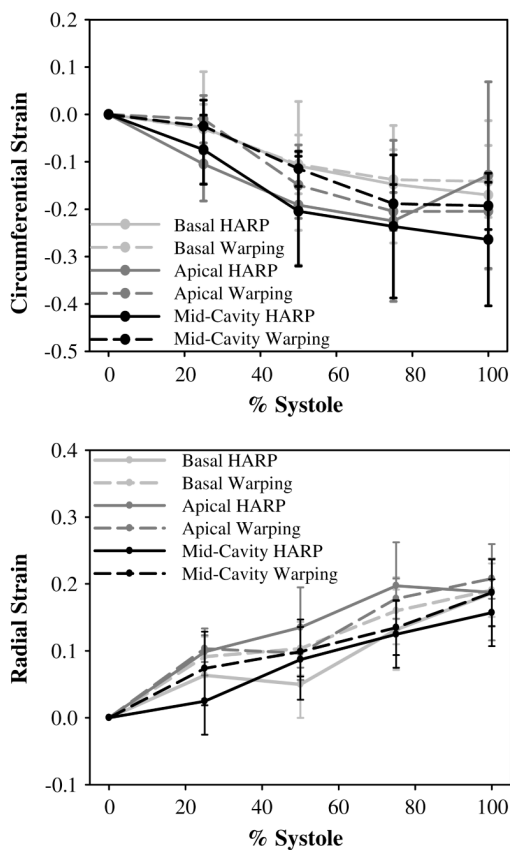 0.2
0.1
0.0
-0.1
-0.2
-0.3
-0.4
-0.5
Circumferential Strain
Basal HARP
Basal Warping
Apical HARP
Apical Warping
Mid-Cavity HARP
Mid-Cavity Warping
0 20 40 60 80 100
% Systole
0.4
0.3
0.2
0.1
0.0
-0.1
Radial Strain
Basal HARP
Basal Warping
Apical HARP
Apical Warping
Mid-Cavity HARP
Mid-Cavity Warping
0 20 40 60 80 100
% Systole